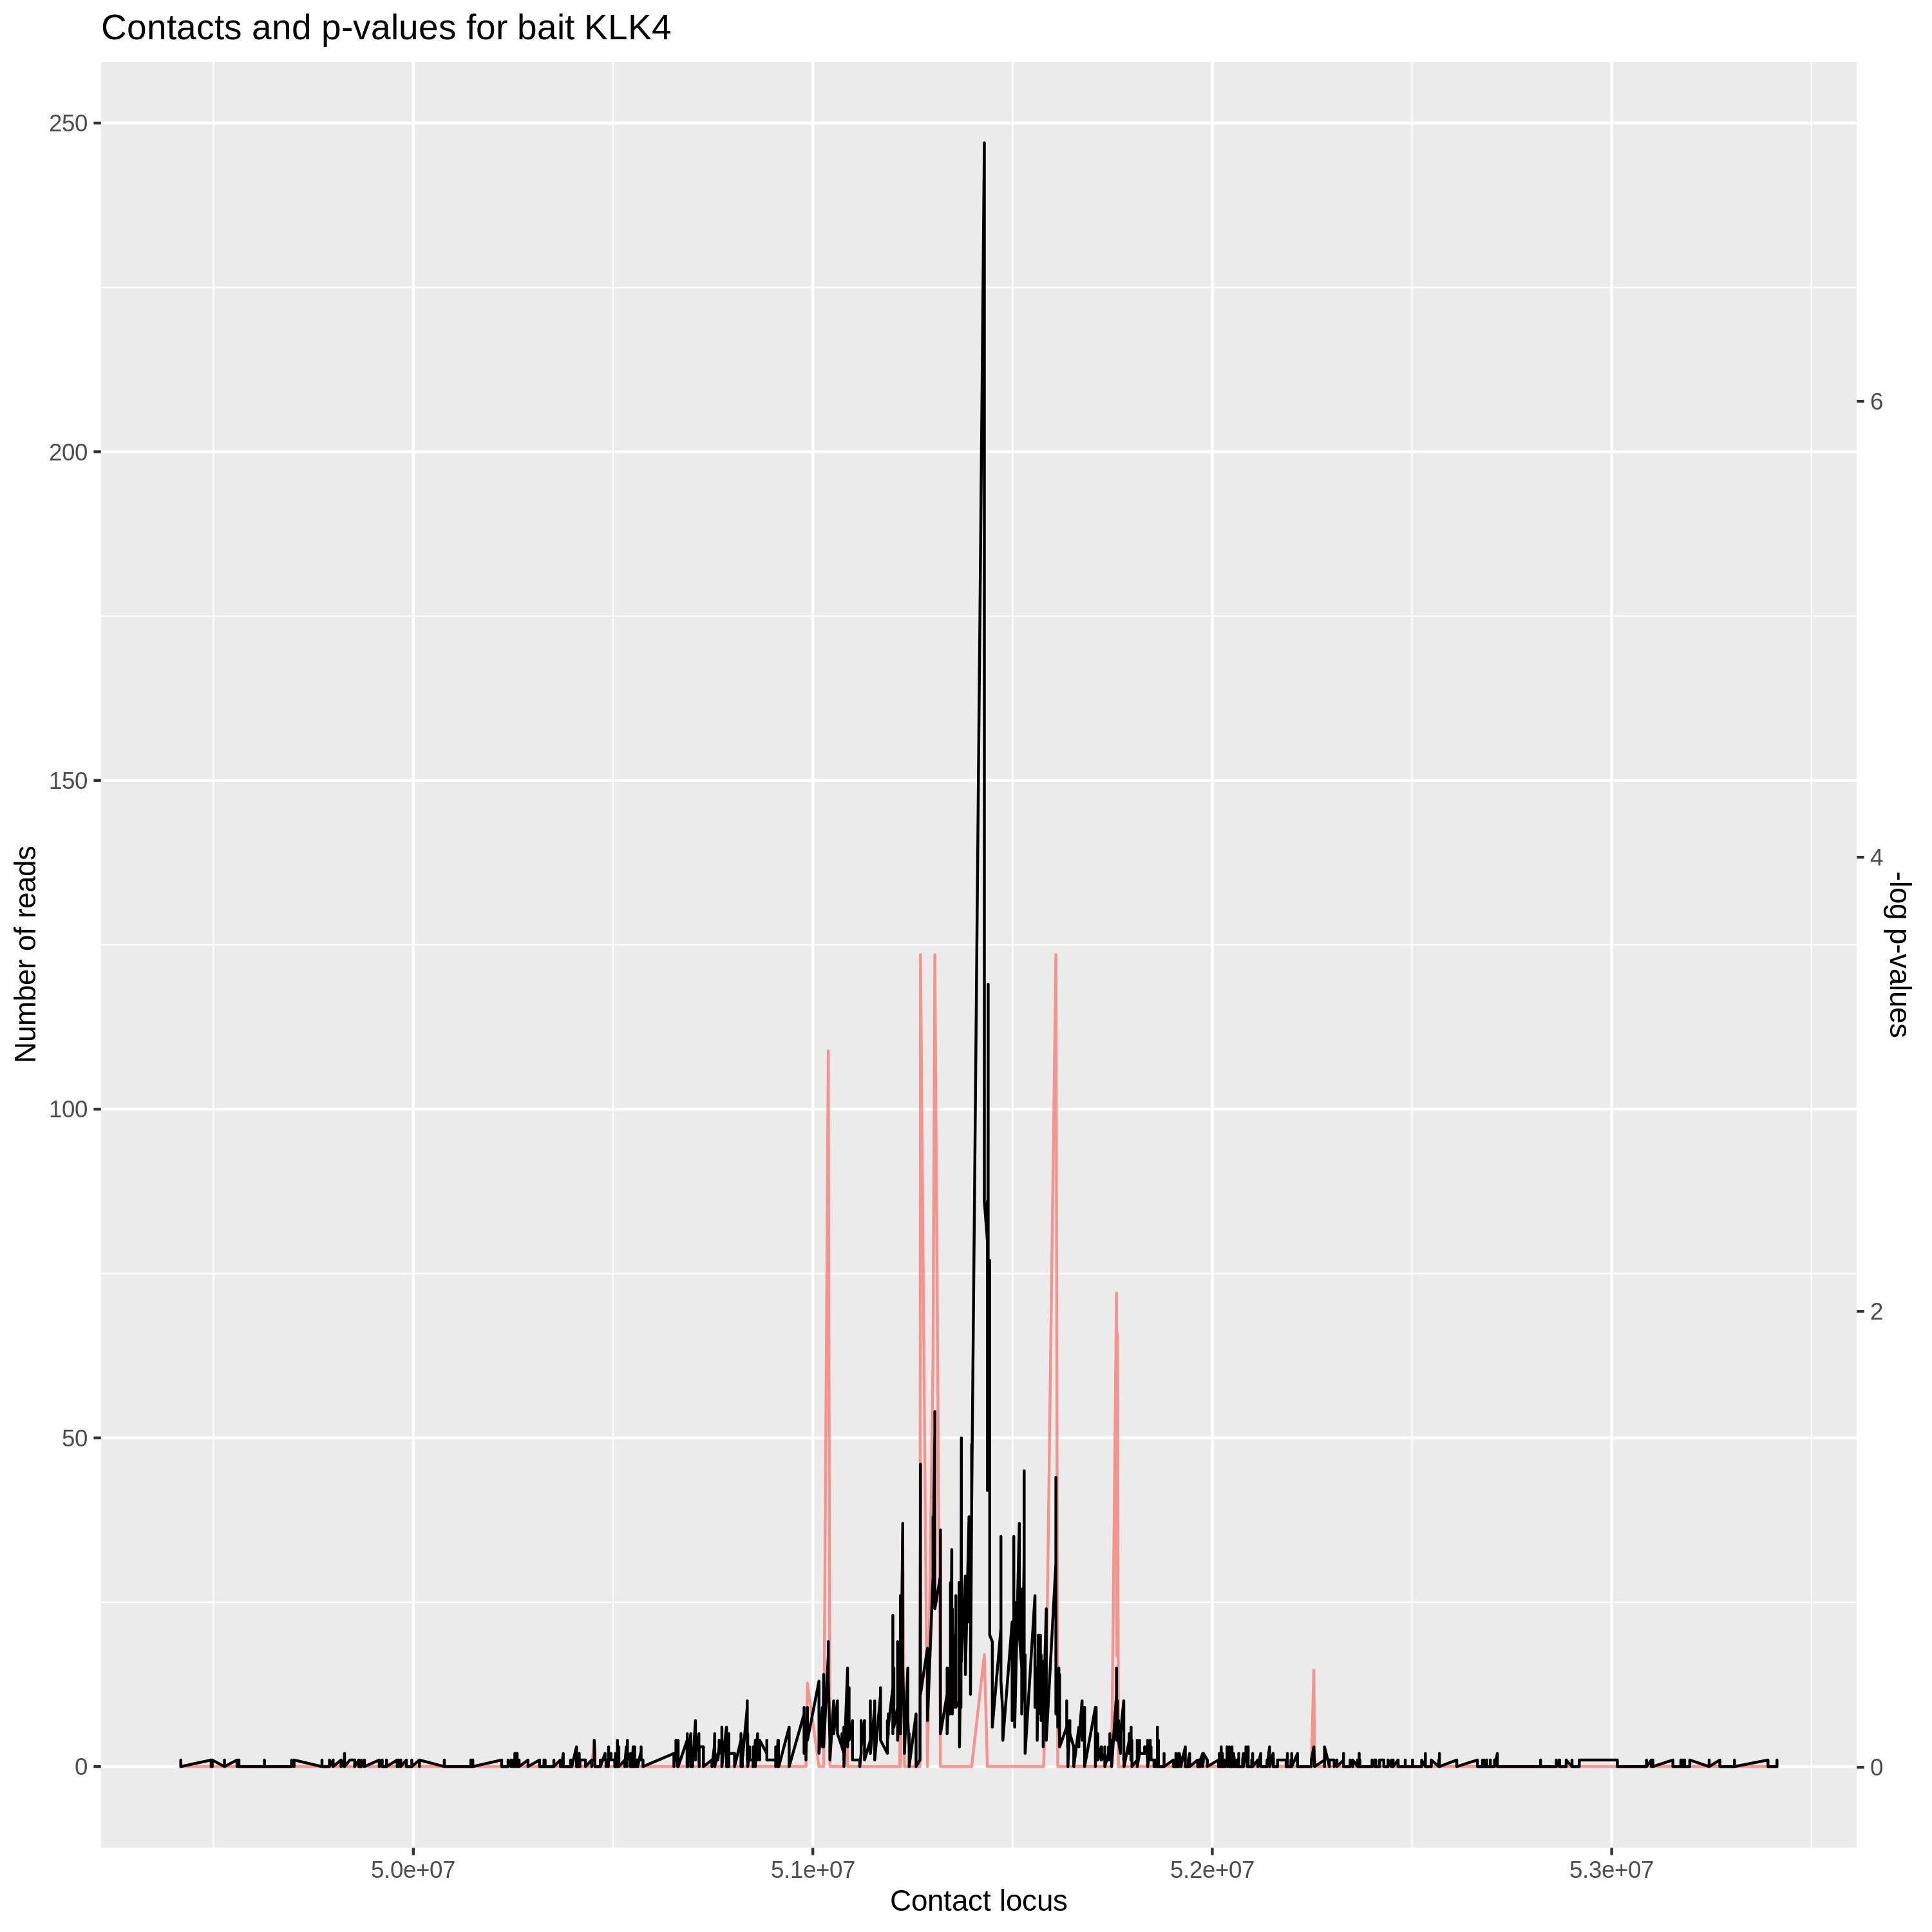 Contacts and p-values for bait KLK4
250
200
150
100
50
0
Number of reads
6
4
2
0
-log p-values
5.0e+07
5.1e+07
5.2e+07
5.3e+07
Contact locus